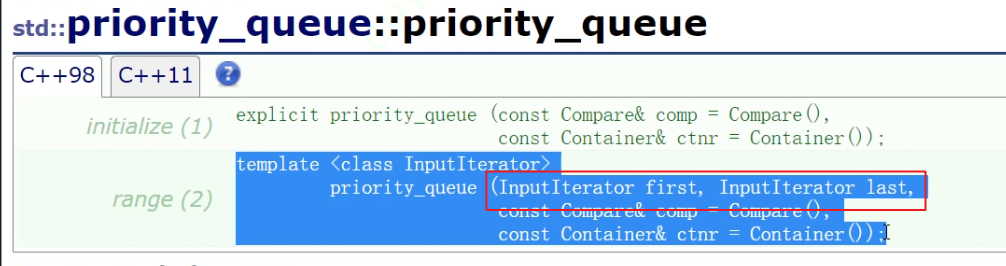 std::priority_queue::priority_queue
C++98 C++11 ?
initialize (1) explicit priority_queue (const Compare& comp = Compare(),
const Container& ctnr = Container());
template <class InputIterator>
range (2) priority_queue (InputIterator first, InputIterator last,
const Compare& comp = Compare(),
const Container& ctnr = Container());